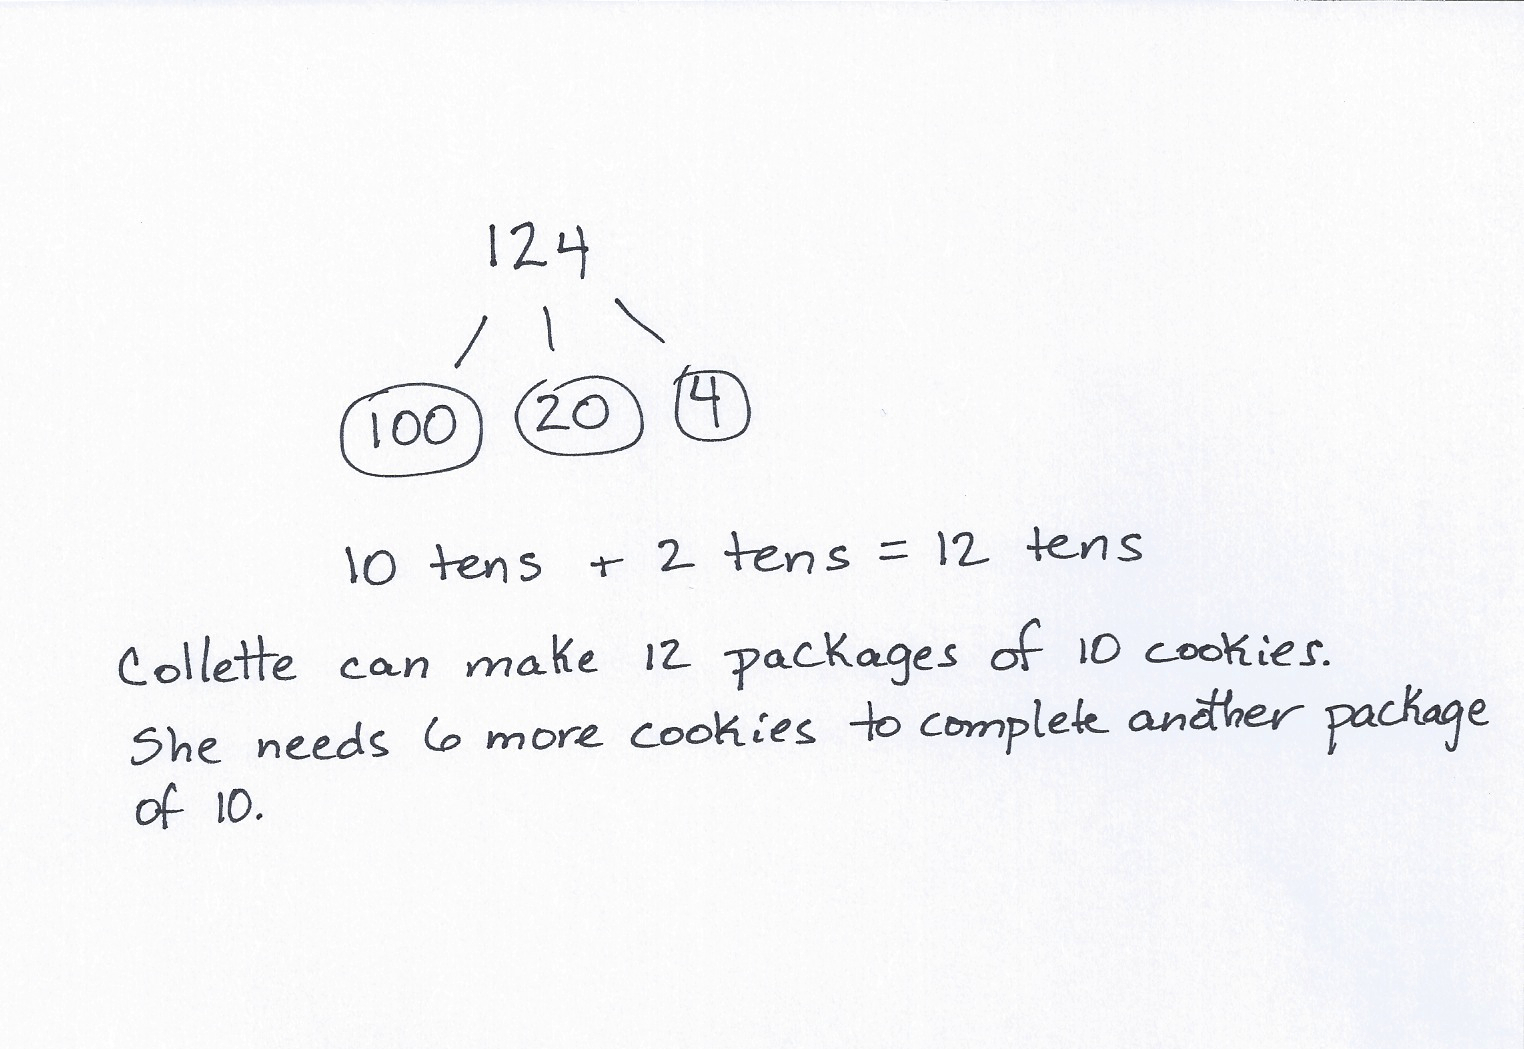 124
100 20 4
10 tens + 2 tens = 12 tens
Collette can make 12 packages of 10 cookies.
She needs 6 more cookies to complete another package
of 10.